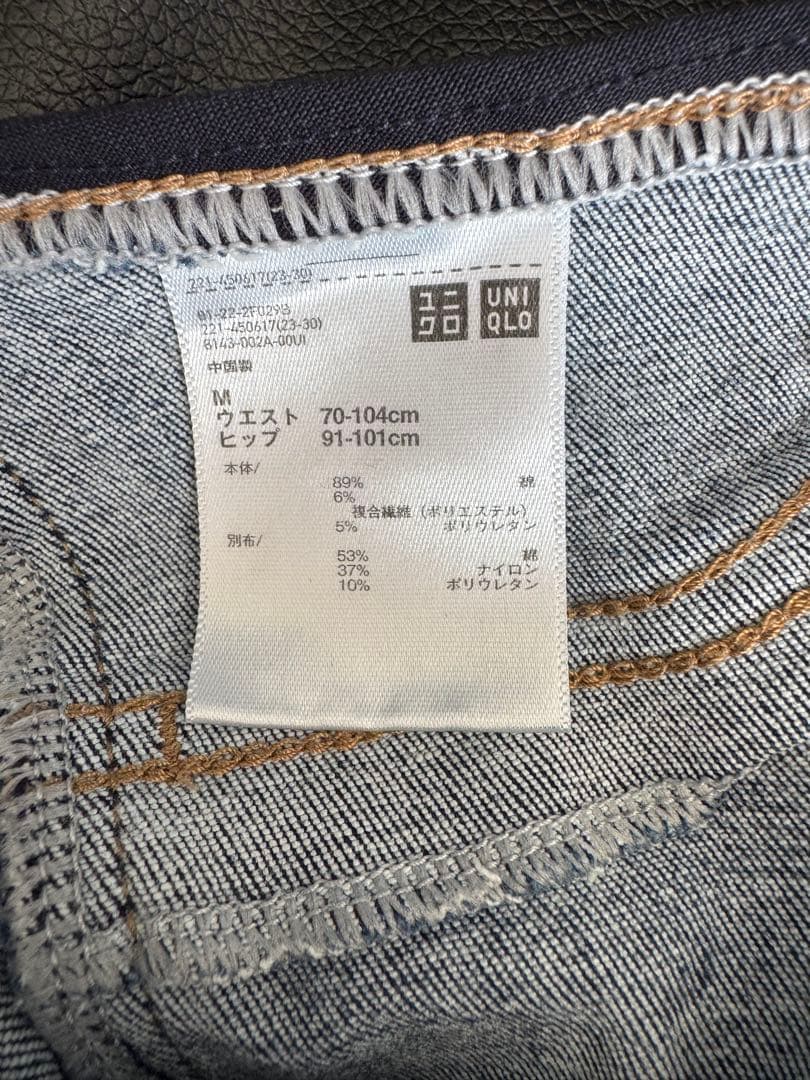 221-450617(23-30)
ユニ
クロ
UNI
QLO
01-22-2F029B
221-450617(23-30)
8143-002A-00UI
中国製
M
ウエスト 70-104cm
ヒップ 91-101cm
本体/
89% 綿
6%
複合繊維(ポリエステル)
5% ポリウレタン
別布/
53% 綿
37% ナイロン
10% ポリウレタン